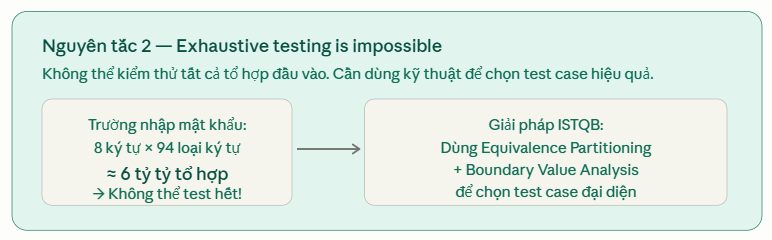 Nguyên tắc 2 — Exhaustive testing is impossible
Không thể kiểm thử tất cả tổ hợp đầu vào. Cần dùng kỹ thuật để chọn test case hiệu quả.
Trường nhập mật khẩu:
8 ký tự × 94 loại ký tự
≈ 6 tỷ tỷ tổ hợp
→ Không thể test hết!
Giải pháp ISTQB:
Dùng Equivalence Partitioning
+ Boundary Value Analysis
để chọn test case đại diện